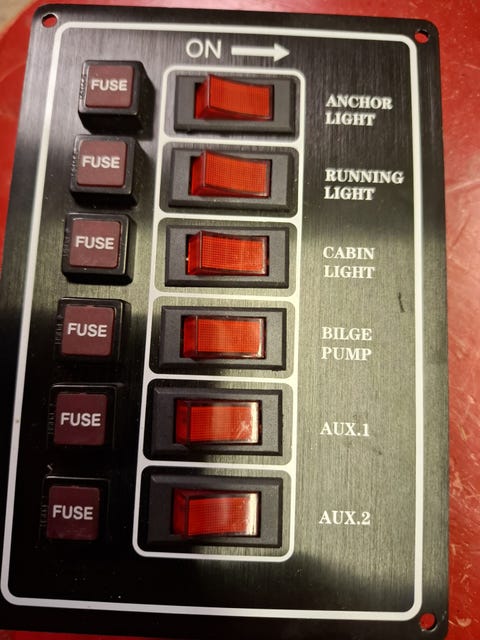 ON
FUSE
ANCHOR
LIGHT
FUSE
RUNNING
LIGHT
FUSE
CABIN
LIGHT
FUSE
BILGE
PUMP
FUSE
AUX.1
FUSE
AUX.2